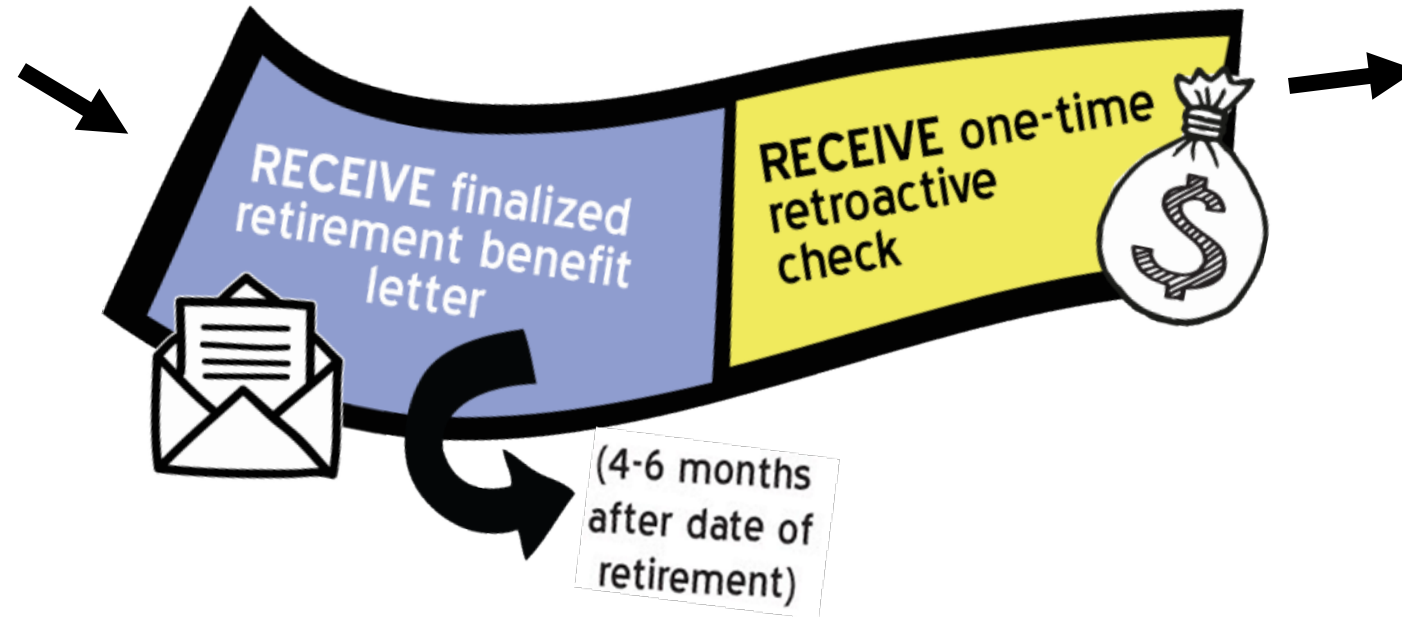 RECEIVE finalized
retirement benefit
letter
(4-6 months
after date of
retirement)
RECEIVE one-time
retroactive
check
$